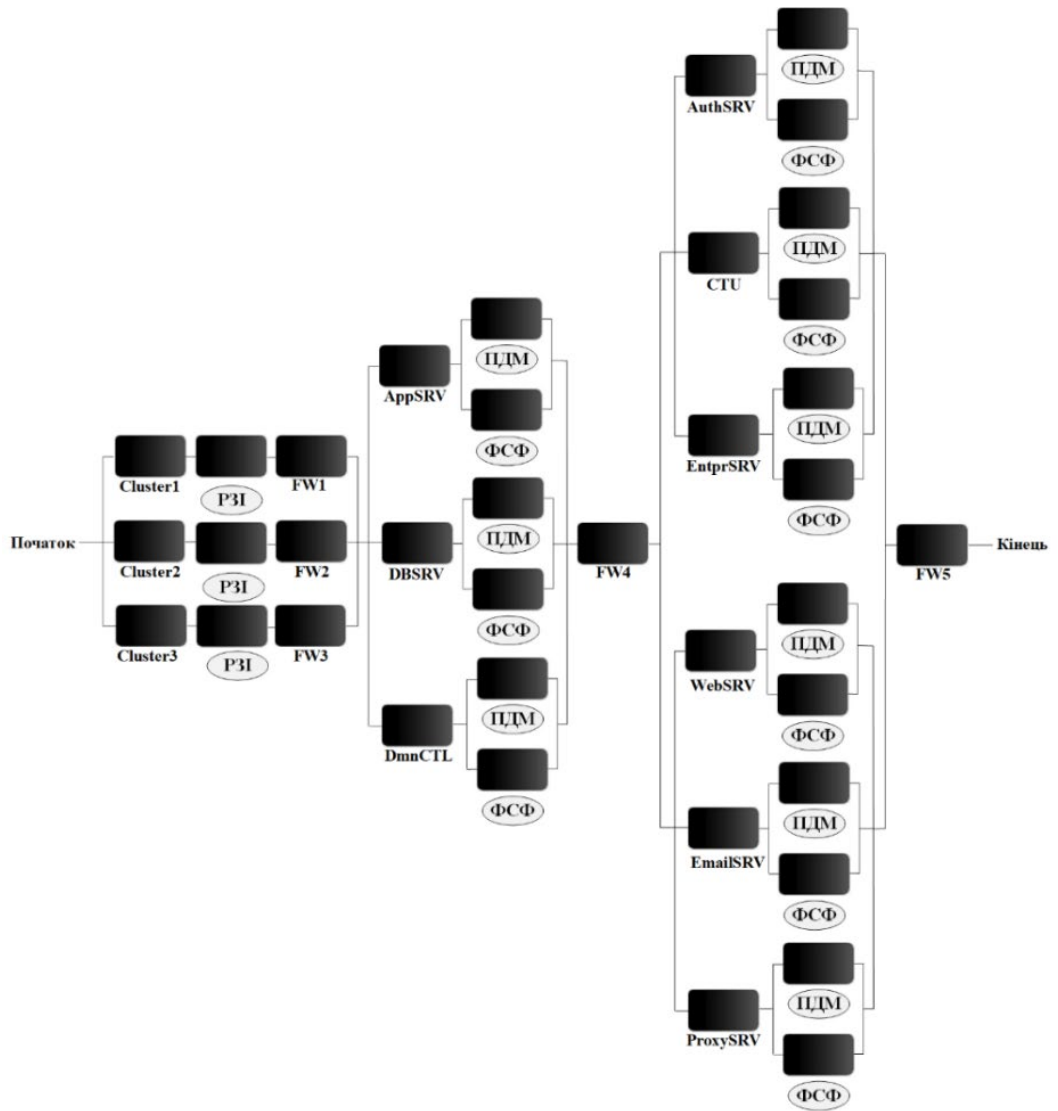 ПДМ
AuthSRV
ФСФ
ПДМ
CTU
ФСФ
ПДМ
AppSRV
ФСФ
ПДМ
EntprSRV
ФСФ
Cluster1
РЗІ
FW1
ПДМ
Початок
Cluster2
РЗІ
FW2
DBSRV
ФСФ
FW4
FW5
Кінець
Cluster3
РЗІ
FW3
ПДМ
DmnCTL
ФСФ
ПДМ
WebSRV
ФСФ
ПДМ
EmailSRV
ФСФ
ПДМ
ProxySRV
ФСФ